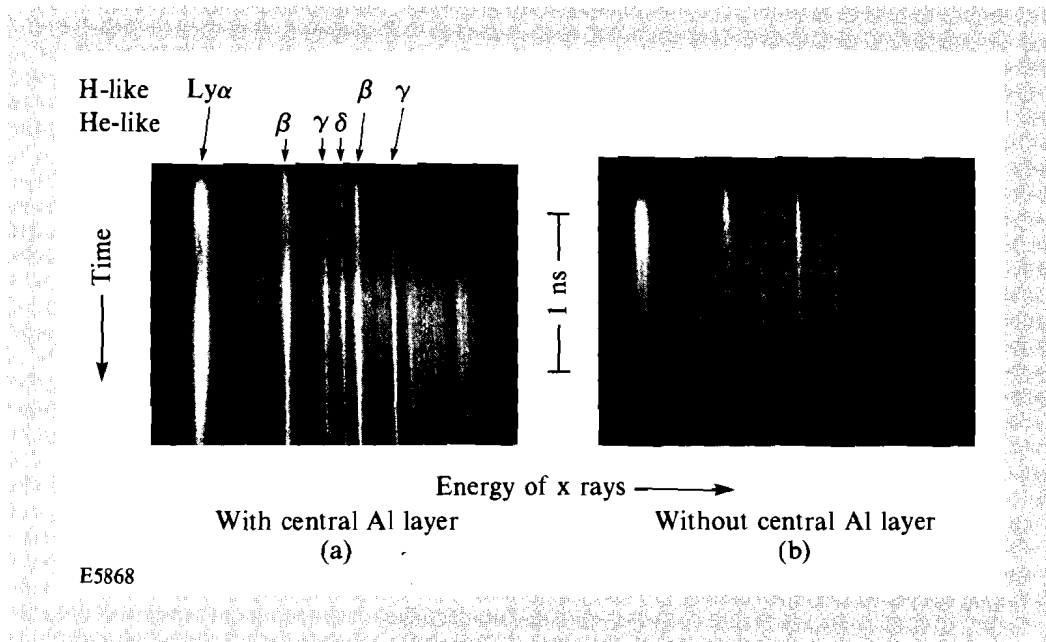 H-like Lyα β γ
He-like β γ δ
Time
1 ns
Energy of x rays
With central Al layer
(a)
Without central Al layer
(b)
E5868